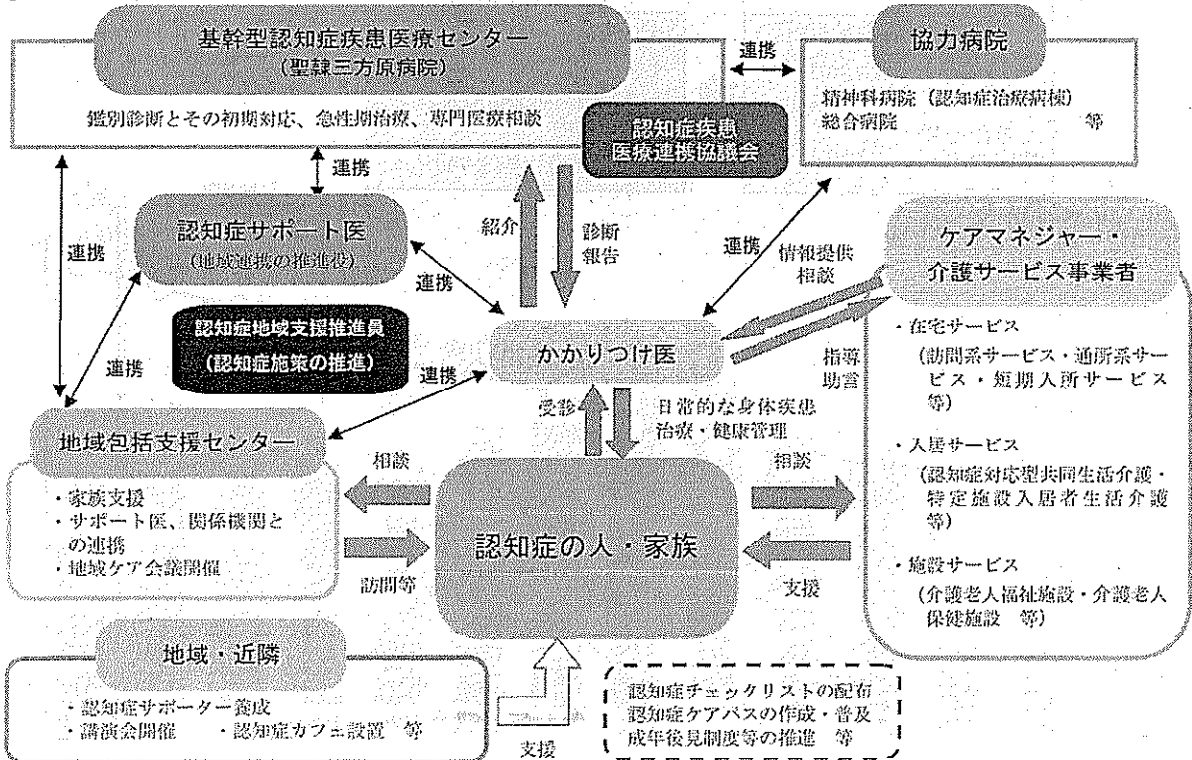 基幹型認知症疾患医療センター
(聖隷三方原病院)
鑑別診断とその初期対応、急性期治療、専門医療相談
認知症疾患
医療連携協議会
連携
協力病院
精神科病院（認知症治療病棟）
総合病院　等
連携
認知症サポート医
(地域連携の推進役)
連携
連携
紹介
診断
報告
連携
連携
情報提供
相談
ケアマネジャー・
介護サービス事業者
・在宅サービス
(訪問系サービス・通所系サー
ビス・短期入所サービス
等)
・入居サービス
(認知症対応型共同生活介護・
特定施設入居者生活介護
等)
・施設サービス
(介護老人福祉施設・介護老人
保健施設　等)
認知症地域支援推進員
(認知症施策の推進)
連携
かかりつけ医
指導
助言
連携
受診
日常的な身体疾患
治療・健康管理
地域包括支援センター
・家族支援
・サポート医、関係機関と
の連携
・地域ケア会議開催
相談
訪問等
認知症の人・家族
相談
支援
地域・近隣
・認知症サポーター養成
・講演会開催　・認知症カフェ設置　等
支援
認知症チェックリストの配布
認知症ケアパスの作成・普及
成年後見制度等の推進　等